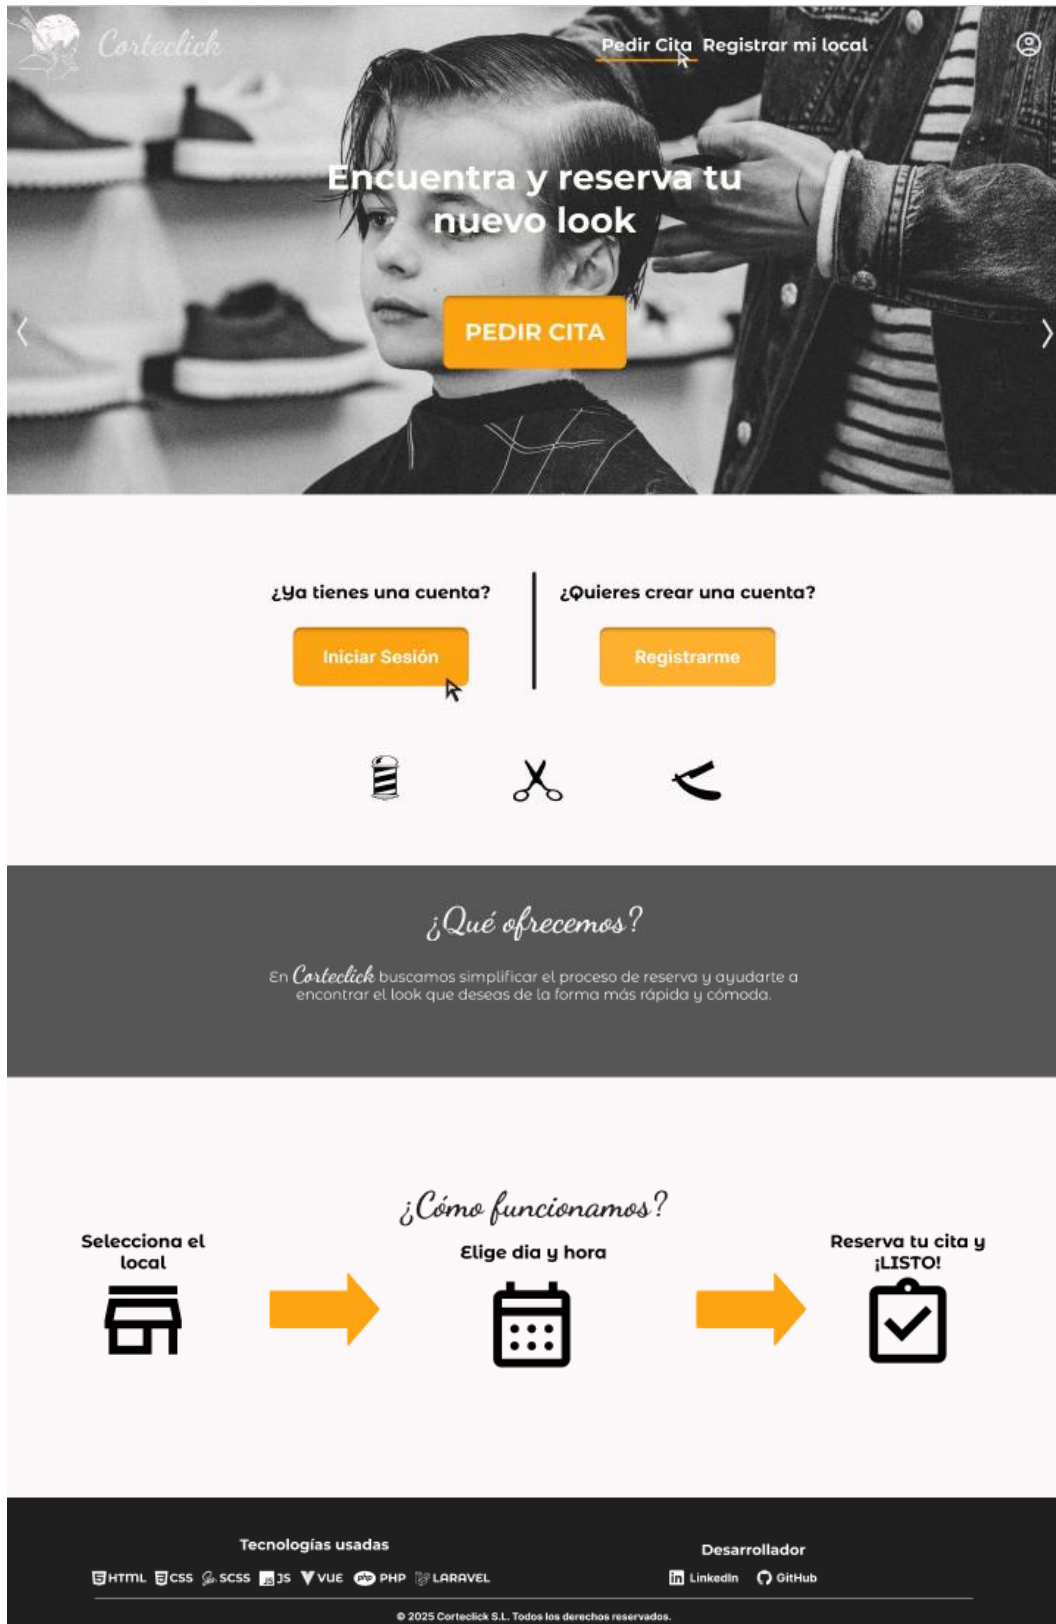 Corteclick
Pedir Cita
Registrar mi local
Encuentra y reserva tu
nuevo look
PEDIR CITA
¿Ya tienes una cuenta?
Iniciar Sesión
¿Quieres crear una cuenta?
Registrarme
¿Qué ofrecemos?
En Corteclick buscamos simplificar el proceso de reserva y ayudarte a
encontrar el look que deseas de la forma más rápida y cómoda.
¿Cómo funcionamos?
Selecciona el
local
Elige dia y hora
Reserva tu cita y
¡LISTO!
Tecnologías usadas
HTML CSS SCSS JS JS VUE php PHP LARAVEL
Desarrollador
in LinkedIn GitHub
© 2025 Corteclick S.L. Todos los derechos reservados.